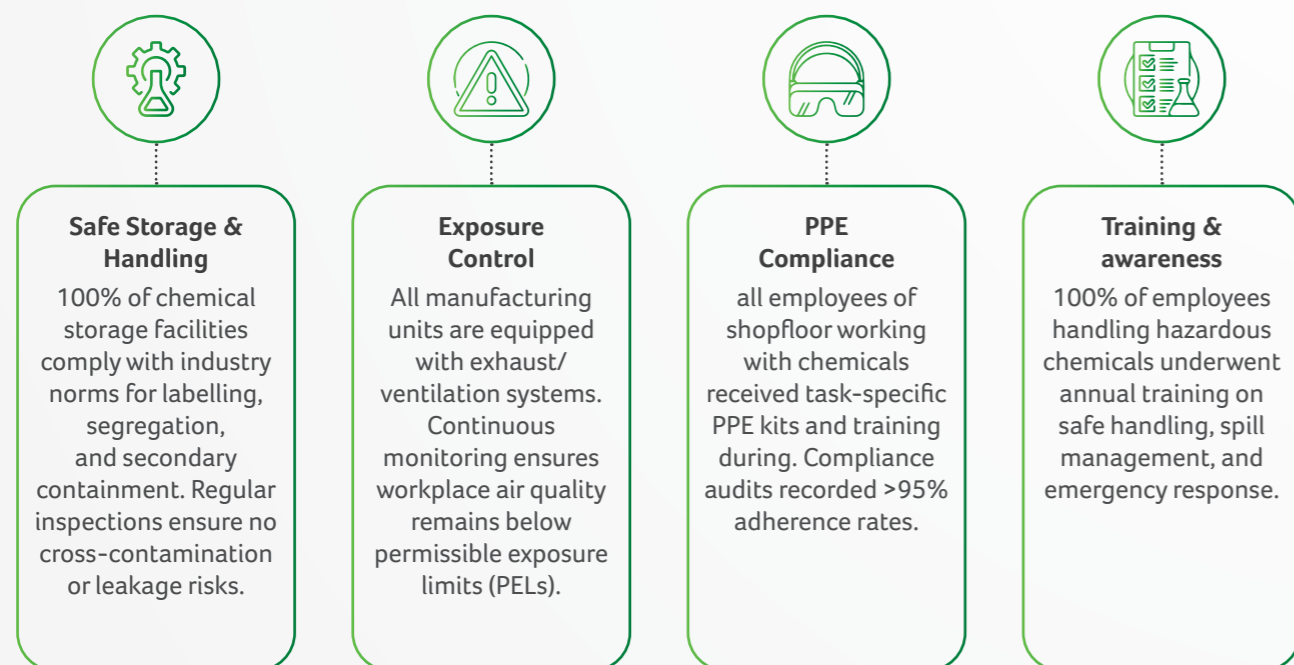 Safe Storage &
Handling
100% of chemical
storage facilities
comply with industry
norms for labelling,
segregation,
and secondary
containment. Regular
inspections ensure no
cross-contamination
or leakage risks.
Exposure
Control
All manufacturing
units are equipped
with exhaust/
ventilation systems.
Continuous
monitoring ensures
workplace air quality
remains below
permissible exposure
limits (PELs).
PPE
Compliance
all employees of
shopfloor working
with chemicals
received task-specific
PPE kits and training
during. Compliance
audits recorded >95%
adherence rates.
Training &
awareness
100% of employees
handling hazardous
chemicals underwent
annual training on
safe handling, spill
management, and
emergency response.